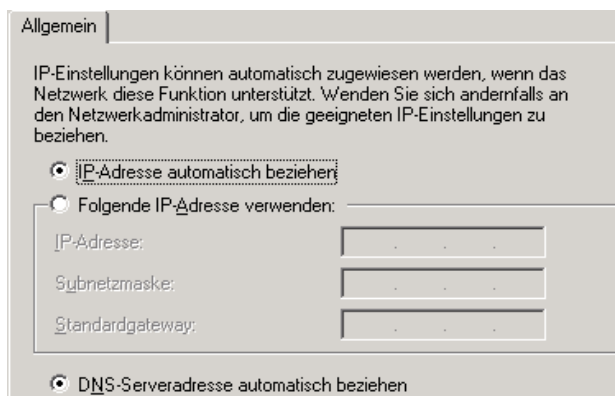 Allgemein
IP-Einstellungen können automatisch zugewiesen werden, wenn das
Netzwerk diese Funktion unterstützt. Wenden Sie sich andernfalls an
den Netzwerkadministrator, um die geeigneten IP-Einstellungen zu
beziehen.
IP-Adresse automatisch beziehen
Folgende IP-Adresse verwenden:
IP-Adresse:
Subnetzmaske:
Standardgateway:
DNS-Serveradresse automatisch beziehen